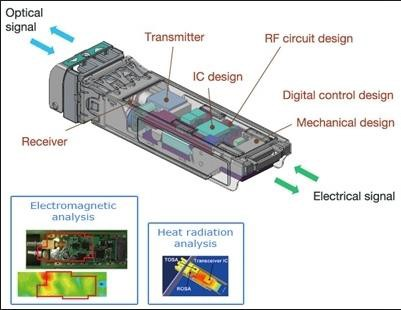 Optical
signal
Transmitter
RF circuit design
IC design
Digital control design
Mechanical design
Receiver
Electrical signal
Electromagnetic
analysis
Heat radiation
analysis
TOSA
Transceiver IC
ROSA